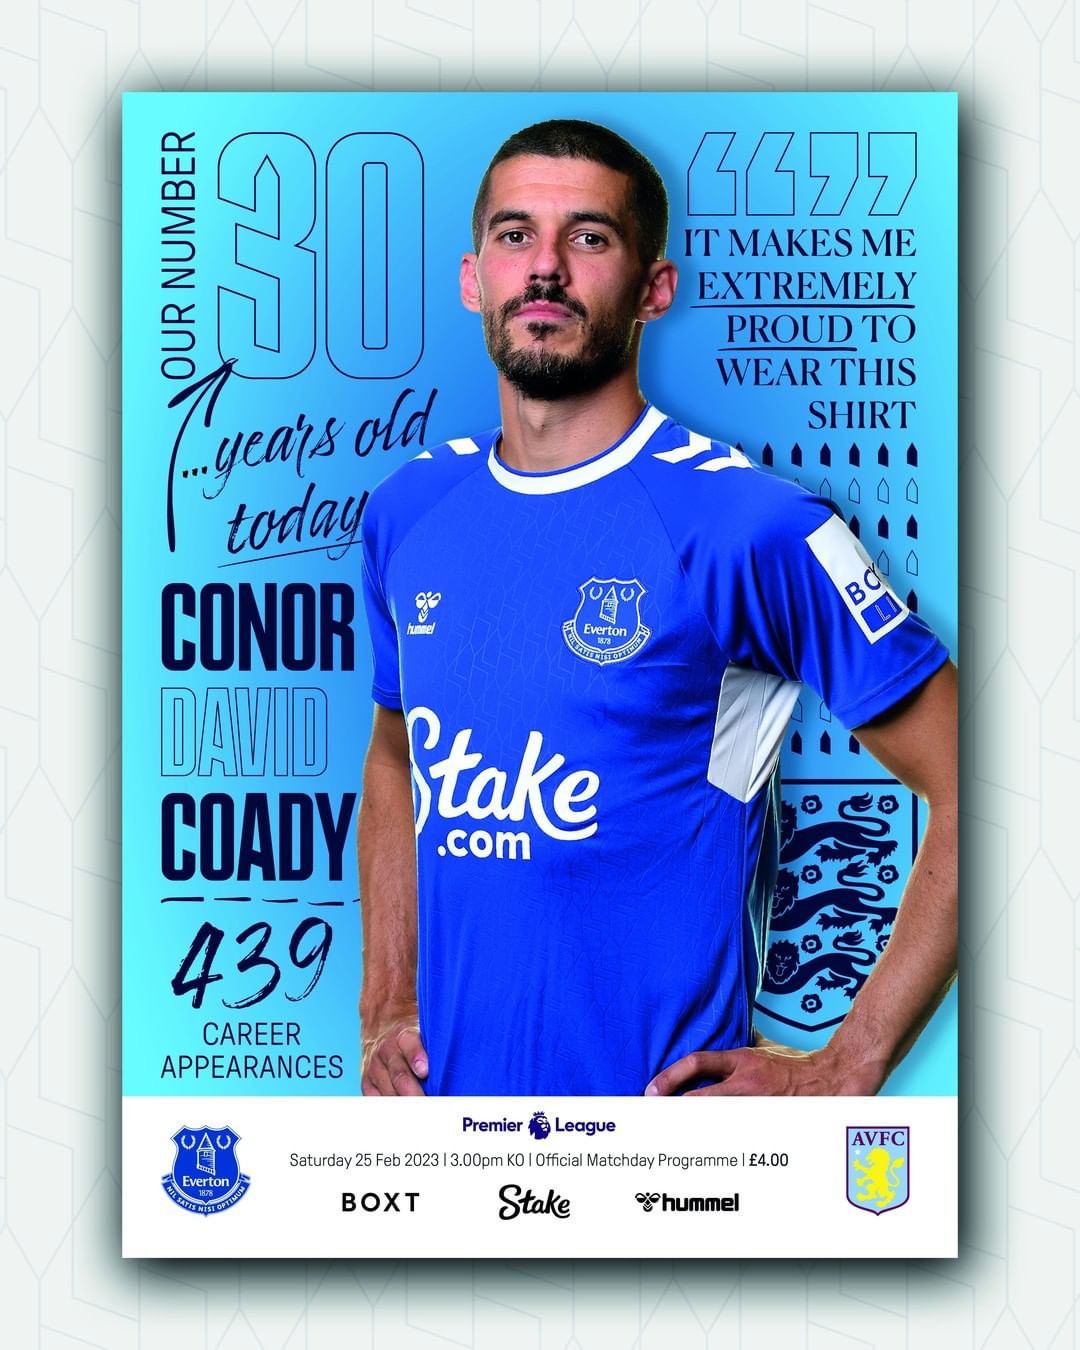 OUR NUMBER
30
...years old
today
CONOR
DAVID
COADY
439
CAREER
APPEARANCES
““””
IT MAKES ME
EXTREMELY
PROUD TO
WEAR THIS
SHIRT
hummel
Everton
1878
NIL SATIS NISI OPTIMUM
Stake
.com
Premier League
Saturday 25 Feb 2023 | 3.00pm KO | Official Matchday Programme | £4.00
BOXT
Stake
hummel
Everton
1878
NIL SATIS NISI OPTIMUM
AVFC